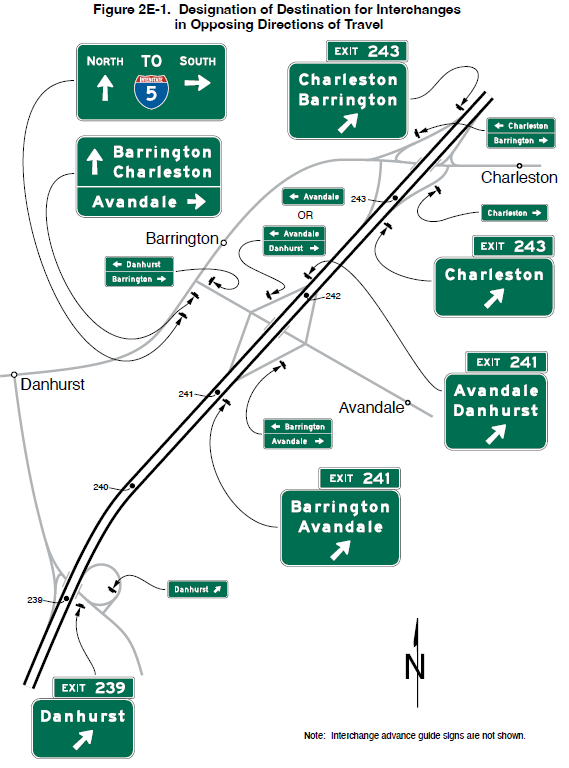 Figure 2E-1. Designation of Destination for Interchanges
in Opposing Directions of Travel
NORTH TO SOUTH
INTERSTATE
5
EXIT 243
Charleston
Barrington
Barrington
Charleston
Avandale →
← Charleston
Barrington →
Charleston
← Avandale
243
OR
Charleston →
Barrington
← Avandale
Danhurst →
EXIT 243
Charleston
← Danhurst
Barrington →
242
EXIT 241
Avandale
Danhurst
Danhurst
241
Avandale
← Barrington
Avandale →
EXIT 241
Barrington
Avandale
240
Danhurst
239
EXIT 239
Danhurst
N
Note: Interchange advance guide signs are not shown.